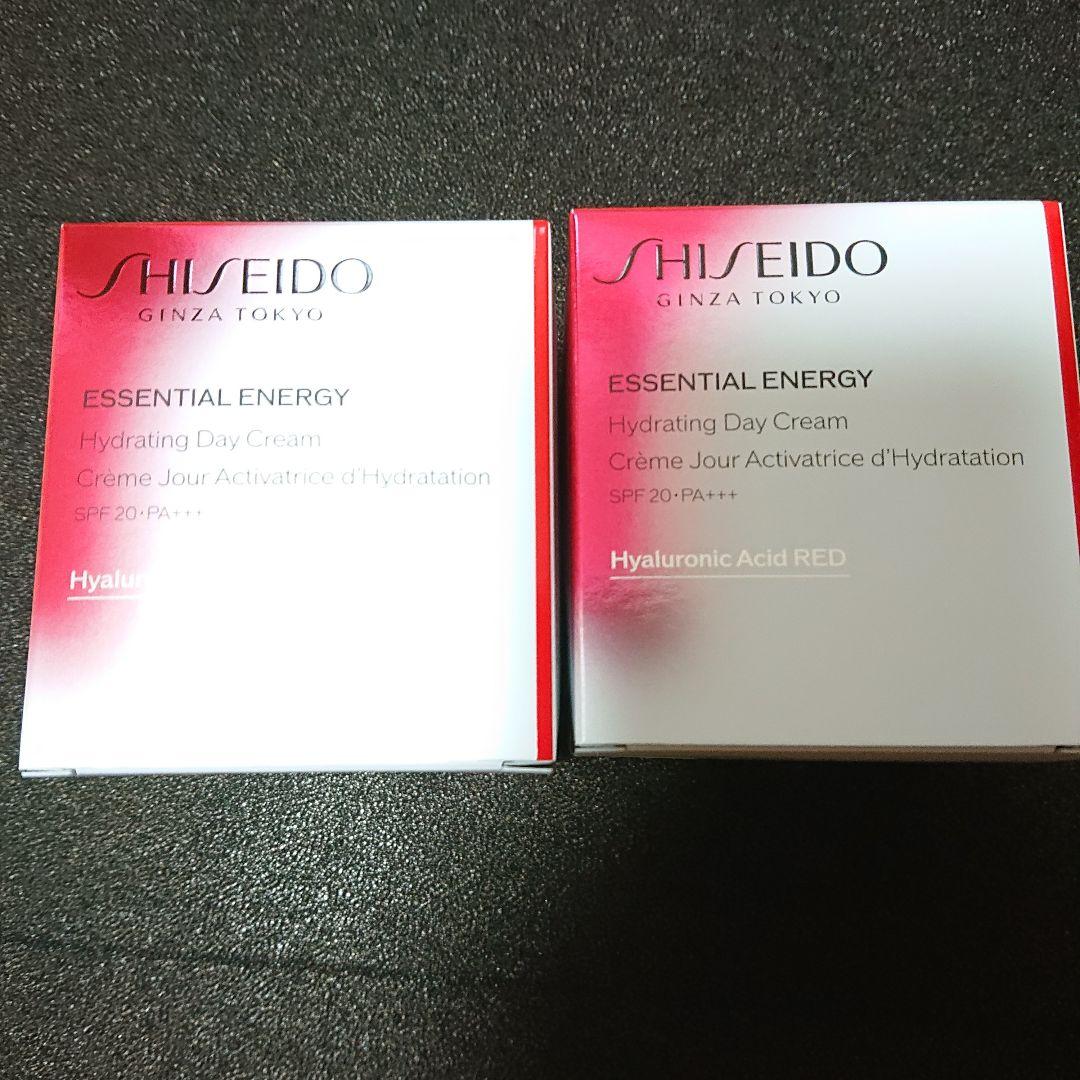 SHISEIDO
GINZA TOKYO
ESSENTIAL ENERGY
Hydrating Day Cream
Crème Jour Activatrice d'Hydratation
SPF 20・PA+++
SHISEIDO
GINZA TOKYO
ESSENTIAL ENERGY
Hydrating Day Cream
Crème Jour Activatrice d'Hydratation
SPF 20・PA+++
Hyaluronic Acid RED